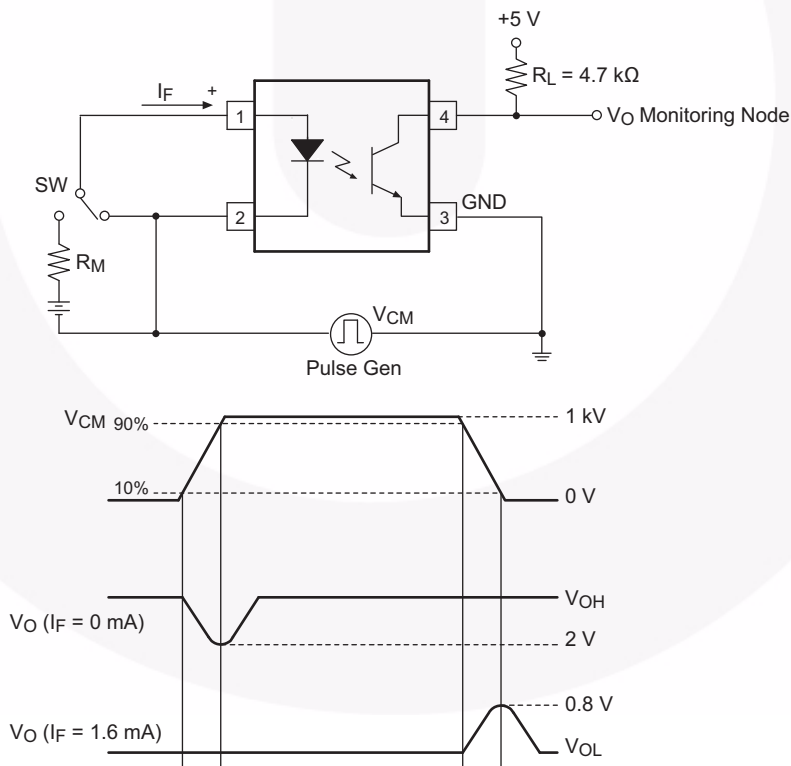 +5 V
RL = 4.7 kΩ
IF +
1
4
VO Monitoring Node
SW
2
3
GND
RM
VCM
Pulse Gen
VCM 90%
1 kV
10%
0 V
VOH
VO (IF = 0 mA)
2 V
0.8 V
VO (IF = 1.6 mA)
VOL